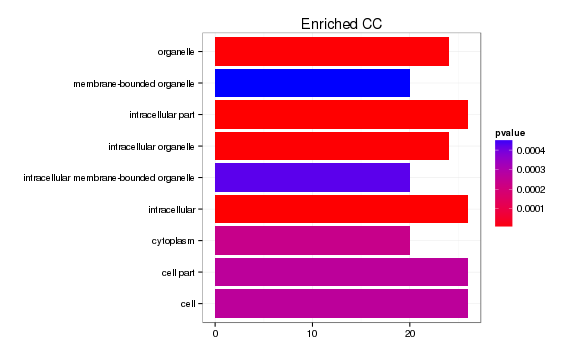 Enriched CC
organelle
membrane-bounded organelle
intracellular part
intracellular organelle
intracellular membrane-bounded organelle
intracellular
cytoplasm
cell part
cell
0 10 20
pvalue
0.0004
0.0003
0.0002
0.0001